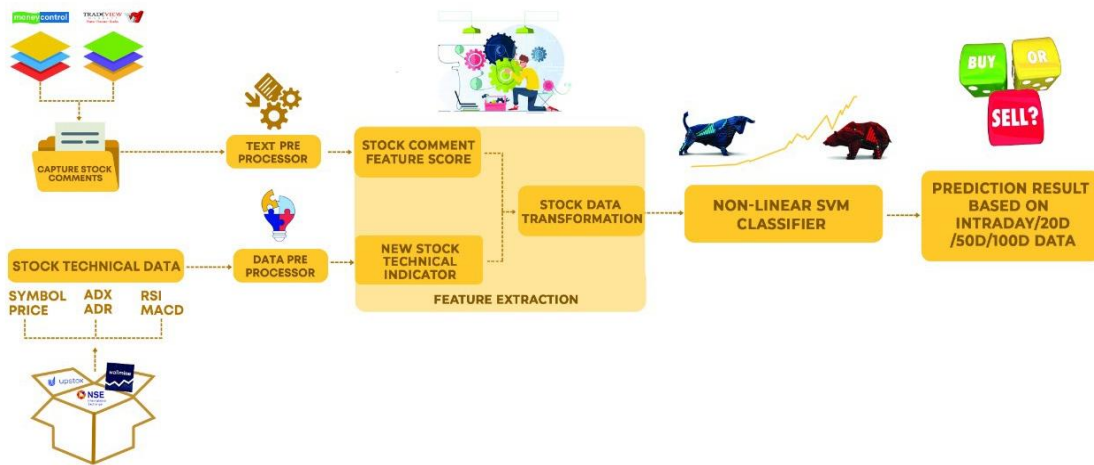 moneycontrol
TRADEVIEW
CAPTURE STOCK
COMMENTS
TEXT PRE
PROCESSOR
STOCK COMMENT
FEATURE SCORE
STOCK DATA
TRANSFORMATION
NEW STOCK
TECHNICAL
INDICATOR
FEATURE EXTRACTION
NON-LINEAR SVM
CLASSIFIER
BUY
OR
SELL?
PREDICTION RESULT
BASED ON
INTRADAY/20D
/50D/100D DATA
STOCK TECHNICAL DATA
DATA PRE
PROCESSOR
SYMBOL
PRICE
ADX
ADR
RSI
MACD
upstox
NSE